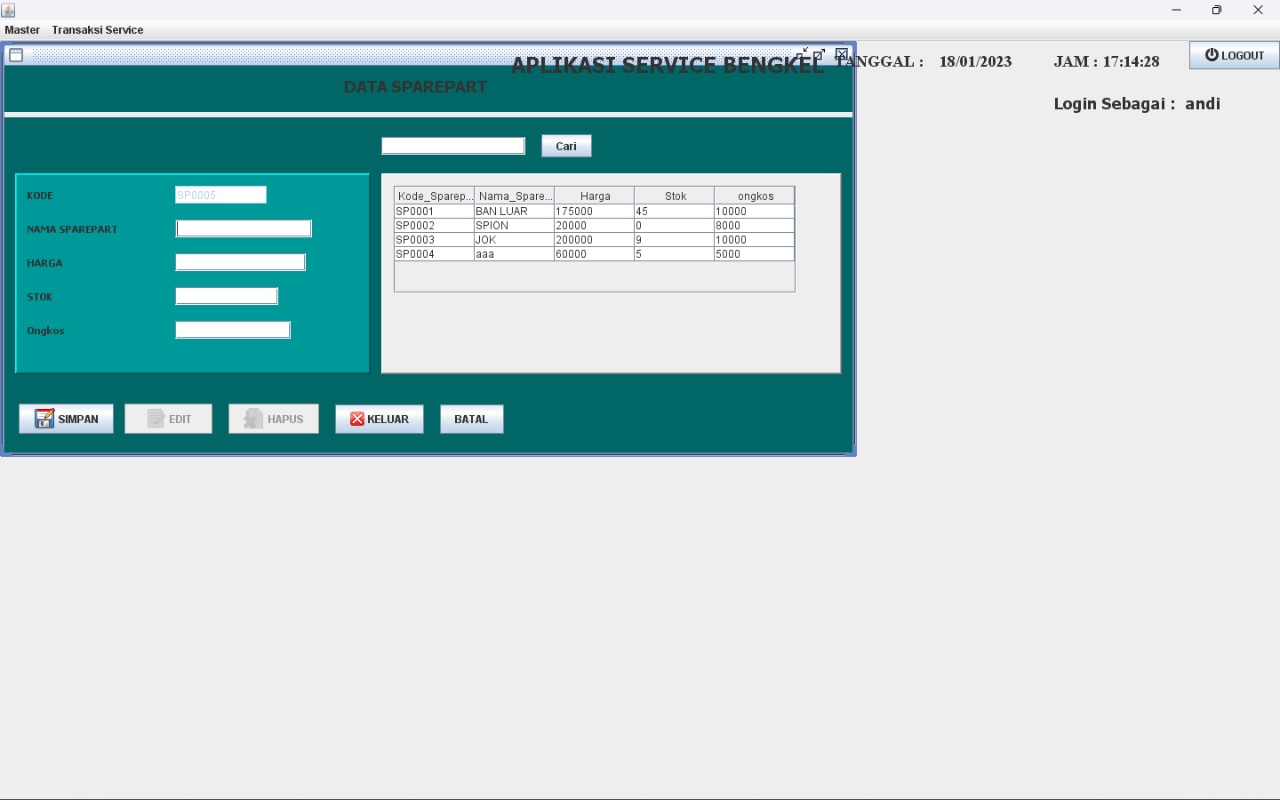 Master Transaksi Service
APLIKASI SERVICE BENGKEL TANGGAL : 18/01/2023 JAM : 17:14:28 LOGOUT
DATA SPAREPART
Login Sebagai : andi
Cari
KODE SP0005
NAMA SPAREPART
HARGA
STOK
Ongkos
Kode_Sparep... Nama_Spare... Harga Stok ongkos
SP0001 BAN LUAR 175000 45 10000
SP0002 SPION 20000 0 8000
SP0003 JOK 200000 9 10000
SP0004 aaa 60000 5 5000
SIMPAN EDIT HAPUS KELUAR BATAL